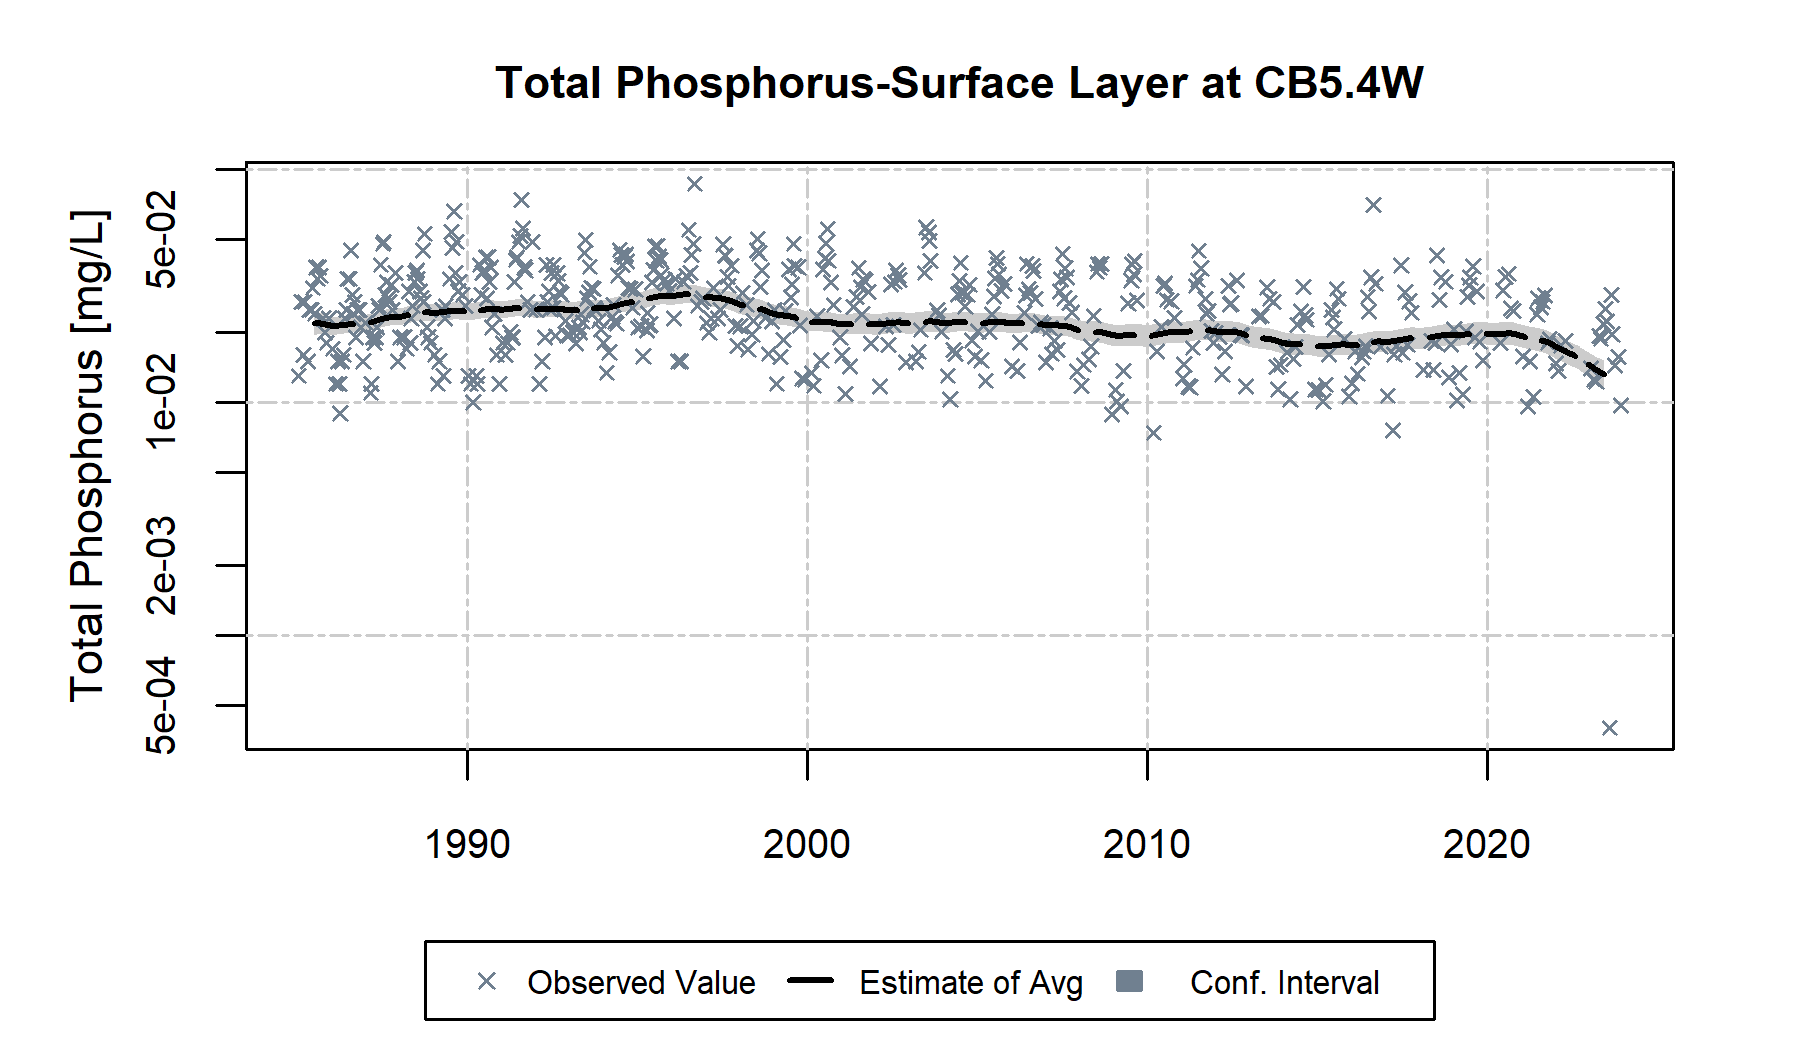 Total Phosphorus-Surface Layer at CB5.4W
Total Phosphorus [mg/L]
5e-02
1e-02
2e-03
5e-04
1990 2000 2010 2020
Observed Value Estimate of Avg Conf. Interval